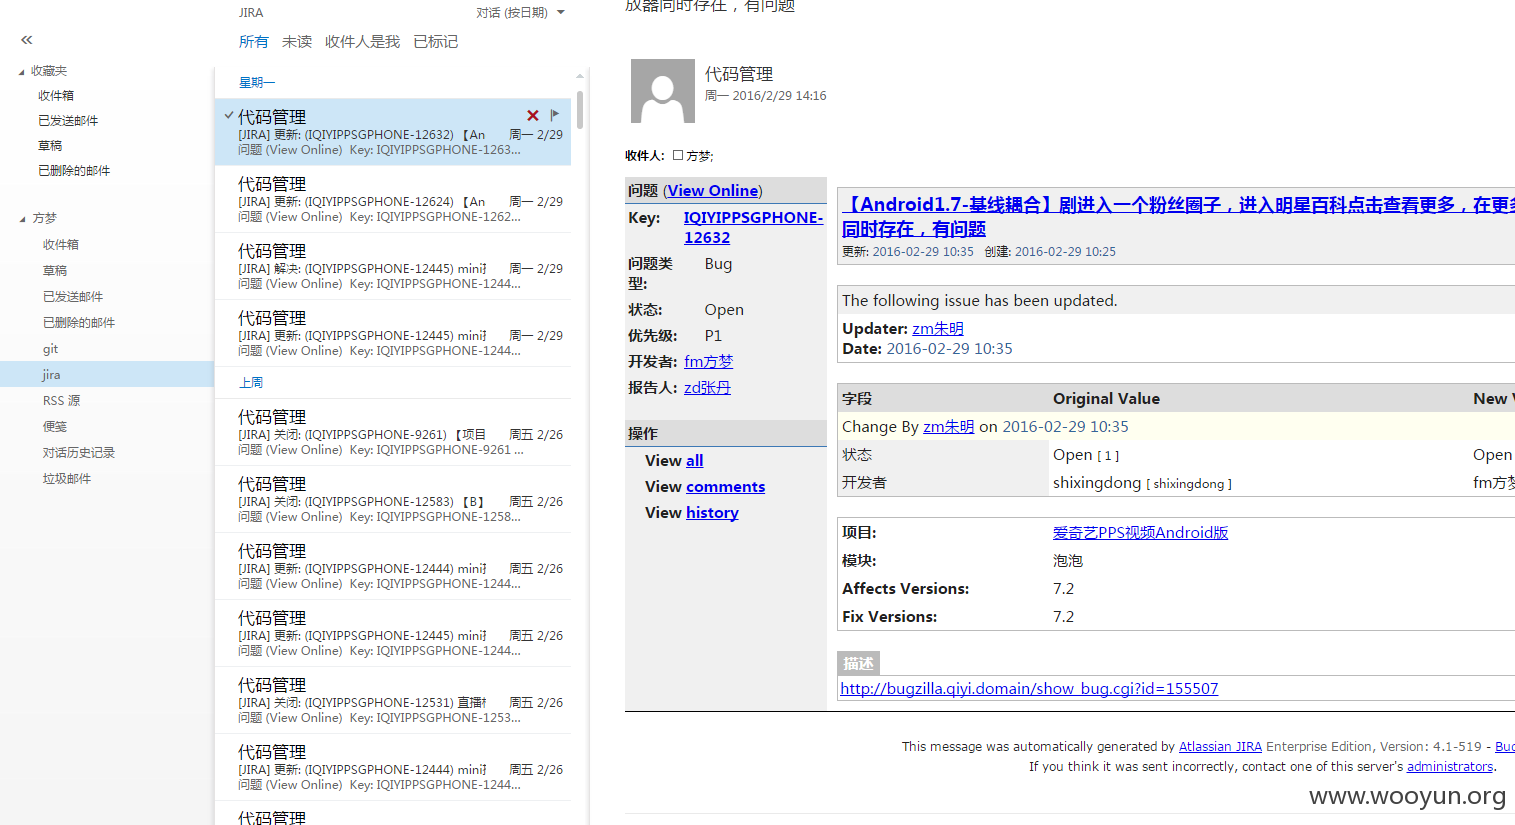 «
收藏夹
收件箱
已发送邮件
草稿
已删除的邮件
方梦
收件箱
草稿
已发送邮件
已删除的邮件
git
jira
RSS 源
便笺
对话历史记录
垃圾邮件
JIRA 对话 (按日期)
所有 未读 收件人是我 已标记
星期一
代码管理
[JIRA] 更新: (IQIYIPPSGPHONE-12632) 【An 周一 2/29
问题 (View Online) Key: IQIYIPPSGPHONE-1263...
代码管理
[JIRA] 更新: (IQIYIPPSGPHONE-12624) 【An 周一 2/29
问题 (View Online) Key: IQIYIPPSGPHONE-1262...
代码管理
[JIRA] 解决: (IQIYIPPSGPHONE-12445) mini 周一 2/29
问题 (View Online) Key: IQIYIPPSGPHONE-1244...
代码管理
[JIRA] 更新: (IQIYIPPSGPHONE-12445) mini 周一 2/29
问题 (View Online) Key: IQIYIPPSGPHONE-1244...
上周
代码管理
[JIRA] 关闭: (IQIYIPPSGPHONE-9261) 【项目 周五 2/26
问题 (View Online) Key: IQIYIPPSGPHONE-9261 ...
代码管理
[JIRA] 关闭: (IQIYIPPSGPHONE-12583) 【B】 周五 2/26
问题 (View Online) Key: IQIYIPPSGPHONE-1258...
代码管理
[JIRA] 更新: (IQIYIPPSGPHONE-12444) mini 周五 2/26
问题 (View Online) Key: IQIYIPPSGPHONE-1244...
代码管理
[JIRA] 更新: (IQIYIPPSGPHONE-12445) mini 周五 2/26
问题 (View Online) Key: IQIYIPPSGPHONE-1244...
代码管理
[JIRA] 关闭: (IQIYIPPSGPHONE-12531) 直播 周五 2/26
问题 (View Online) Key: IQIYIPPSGPHONE-1253...
代码管理
[JIRA] 更新: (IQIYIPPSGPHONE-12444) mini 周五 2/26
问题 (View Online) Key: IQIYIPPSGPHONE-1244...
代码管理
放器同时存在，有问题
代码管理
周一 2016/2/29 14:16
收件人: 方梦;
问题 (View Online)
Key: IQIYIPPSGPHONE-
12632
问题类 Bug
型:
状态: Open
优先级: P1
开发者: fm方梦
报告人: zd张丹
操作
View all
View comments
View history
【Android1.7-基线耦合】剧进入一个粉丝圈子，进入明星百科点击查看更多，在更多
同时存在，有问题
更新: 2016-02-29 10:35 创建: 2016-02-29 10:25
The following issue has been updated.
Updater: zm朱明
Date: 2016-02-29 10:35
字段 Original Value New V
Change By zm朱明 on 2016-02-29 10:35
状态 Open [ 1 ] Open
开发者 shixingdong [ shixingdong ] fm方梦
项目: 爱奇艺PPS视频Android版
模块: 泡泡
Affects Versions: 7.2
Fix Versions: 7.2
描述
http://bugzilla.qiyi.domain/show_bug.cgi?id=155507
This message was automatically generated by Atlassian JIRA Enterprise Edition, Version: 4.1-519 - Bug
If you think it was sent incorrectly, contact one of this server's administrators.
www.wooyun.org